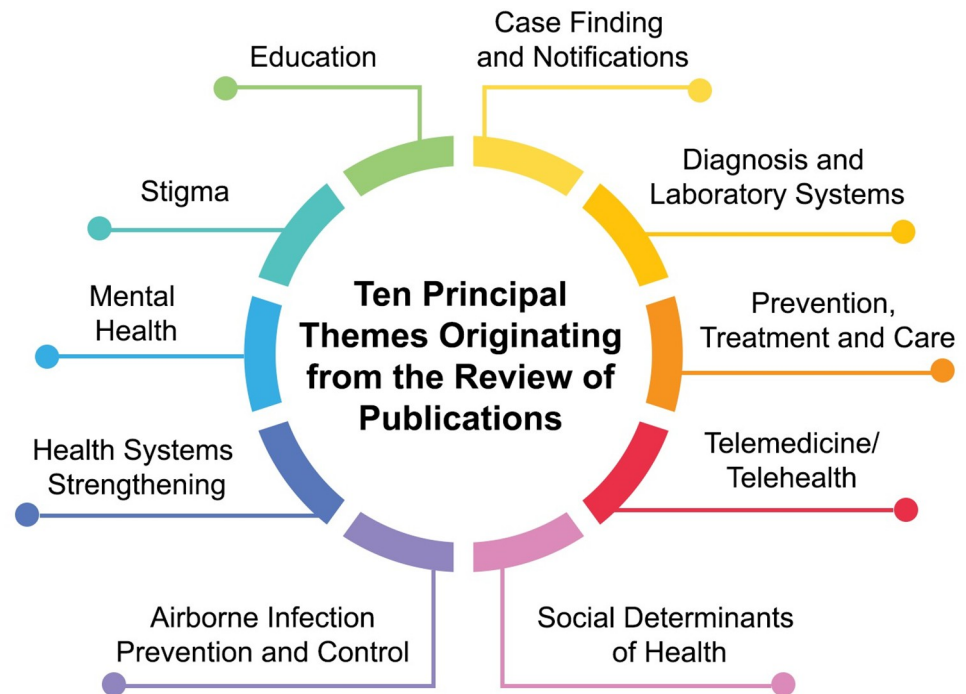 Education
Case Finding
and Notifications
Stigma
Diagnosis and
Laboratory Systems
Mental
Health
Ten Principal
Themes Originating
from the Review of
Publications
Prevention,
Treatment and Care
Health Systems
Strengthening
Telemedicine/
Telehealth
Airborne Infection
Prevention and Control
Social Determinants
of Health